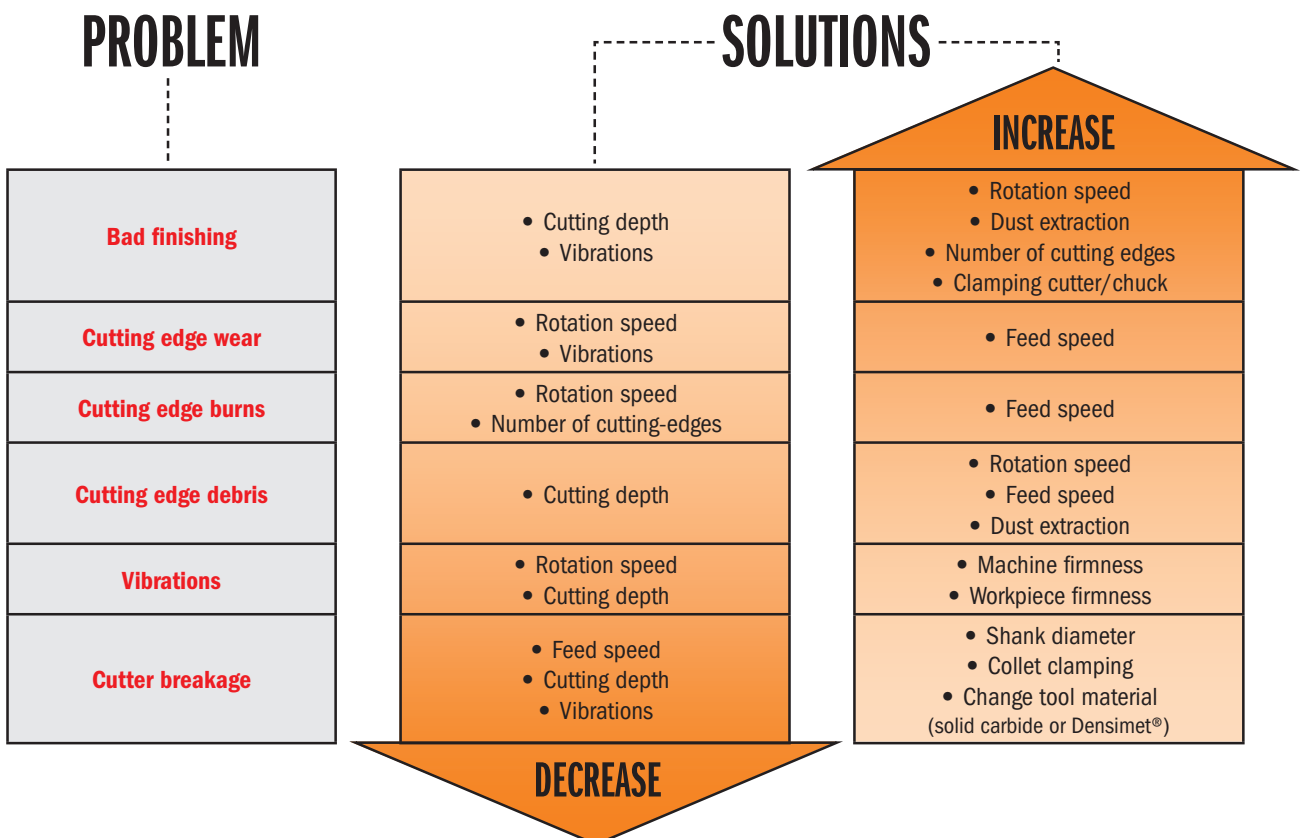 PROBLEM
SOLUTIONS
INCREASE
Bad finishing
• Cutting depth
• Vibrations
• Rotation speed
• Dust extraction
• Number of cutting edges
• Clamping cutter/chuck
Cutting edge wear
• Rotation speed
• Vibrations
• Feed speed
Cutting edge burns
• Rotation speed
• Number of cutting-edges
• Feed speed
Cutting edge debris
• Cutting depth
• Rotation speed
• Feed speed
• Dust extraction
Vibrations
• Rotation speed
• Cutting depth
• Machine firmness
• Workpiece firmness
Cutter breakage
• Feed speed
• Cutting depth
• Vibrations
• Shank diameter
• Collet clamping
• Change tool material
(solid carbide or Densimet®)
DECREASE